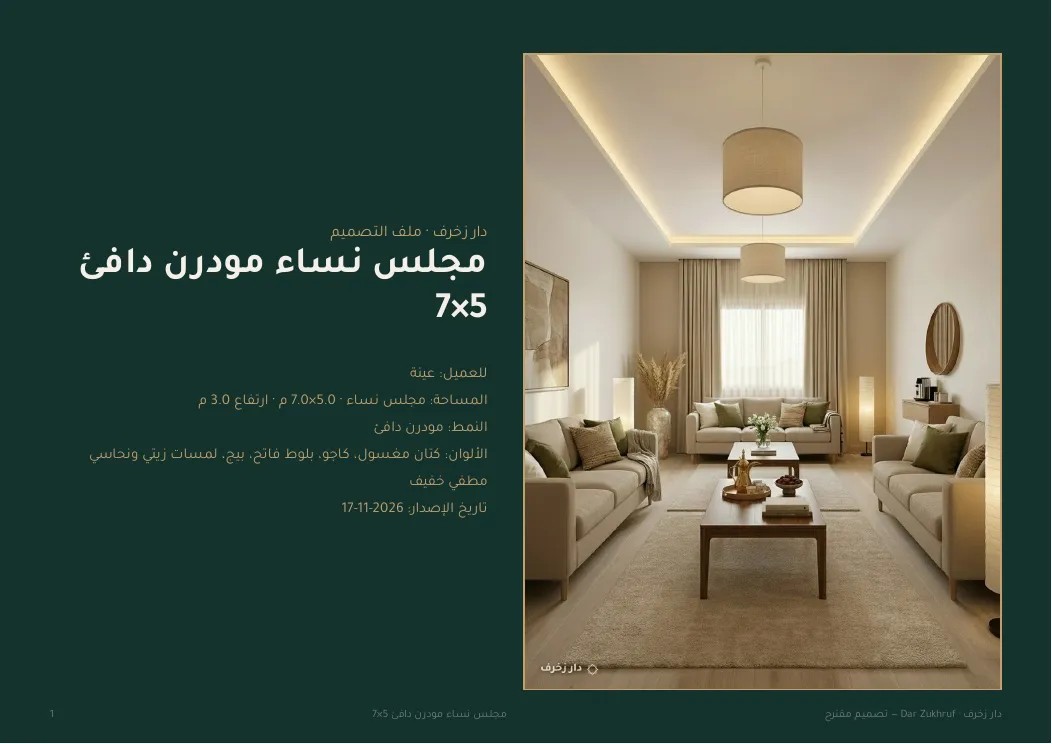 دار زخرف · ملف التصميم
مجلس نساء مودرن دافئ
7×5
للعميل: عينة
المساحة: مجلس نساء · 5.0×7.0 م · ارتفاع 3.0 م
النمط: مودرن دافئ
الألوان: كتان مغسول، كاجو، بلوط فاتح، بيج، لمسات زيتي ونحاسي
مطفي خفيف
تاريخ الإصدار: 2026-11-17
دار زخرف
دار زخرف Dar Zukhruf – تصميم مقترح
مجلس نساء مودرن دافئ 5×7
1